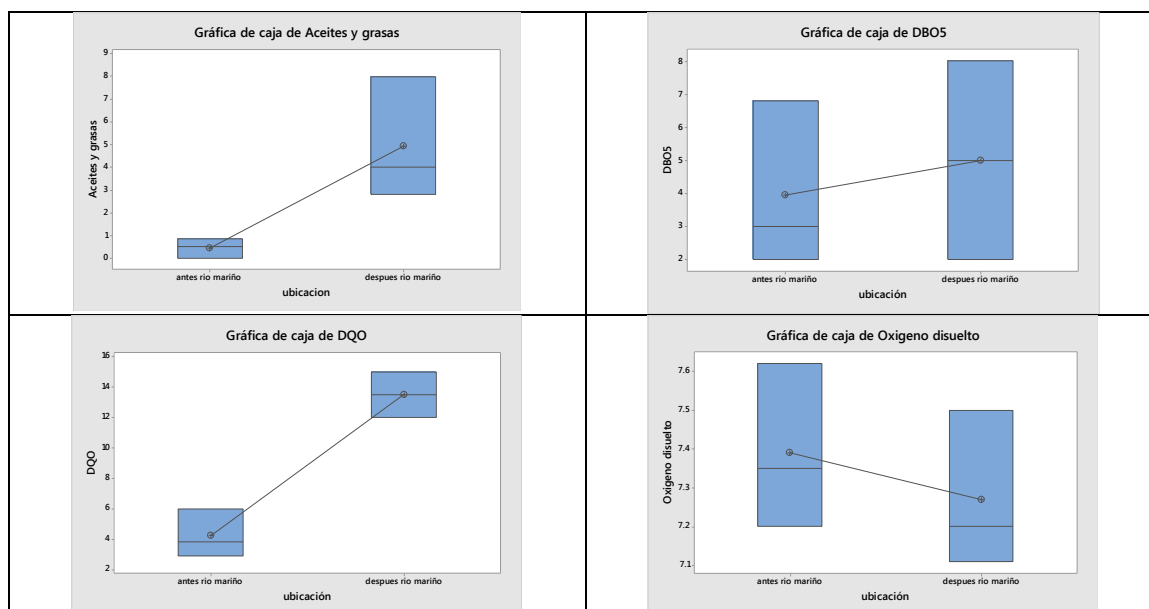 Gráfica de caja de Aceites y grasas
9
8
7
6
5
4
3
2
1
0
Aceites y grasas
antes rio mariño
despues rio mariño
ubicacion
Gráfica de caja de DBO5
8
7
6
5
4
3
2
DBO5
antes rio mariño
despues rio mariño
ubicación
Gráfica de caja de DQO
16
14
12
10
8
6
4
2
DQO
antes rio mariño
despues rio mariño
ubicación
Gráfica de caja de Oxigeno disuelto
7.6
7.5
7.4
7.3
7.2
7.1
Oxigeno disuelto
antes rio mariño
despues rio mariño
ubicación